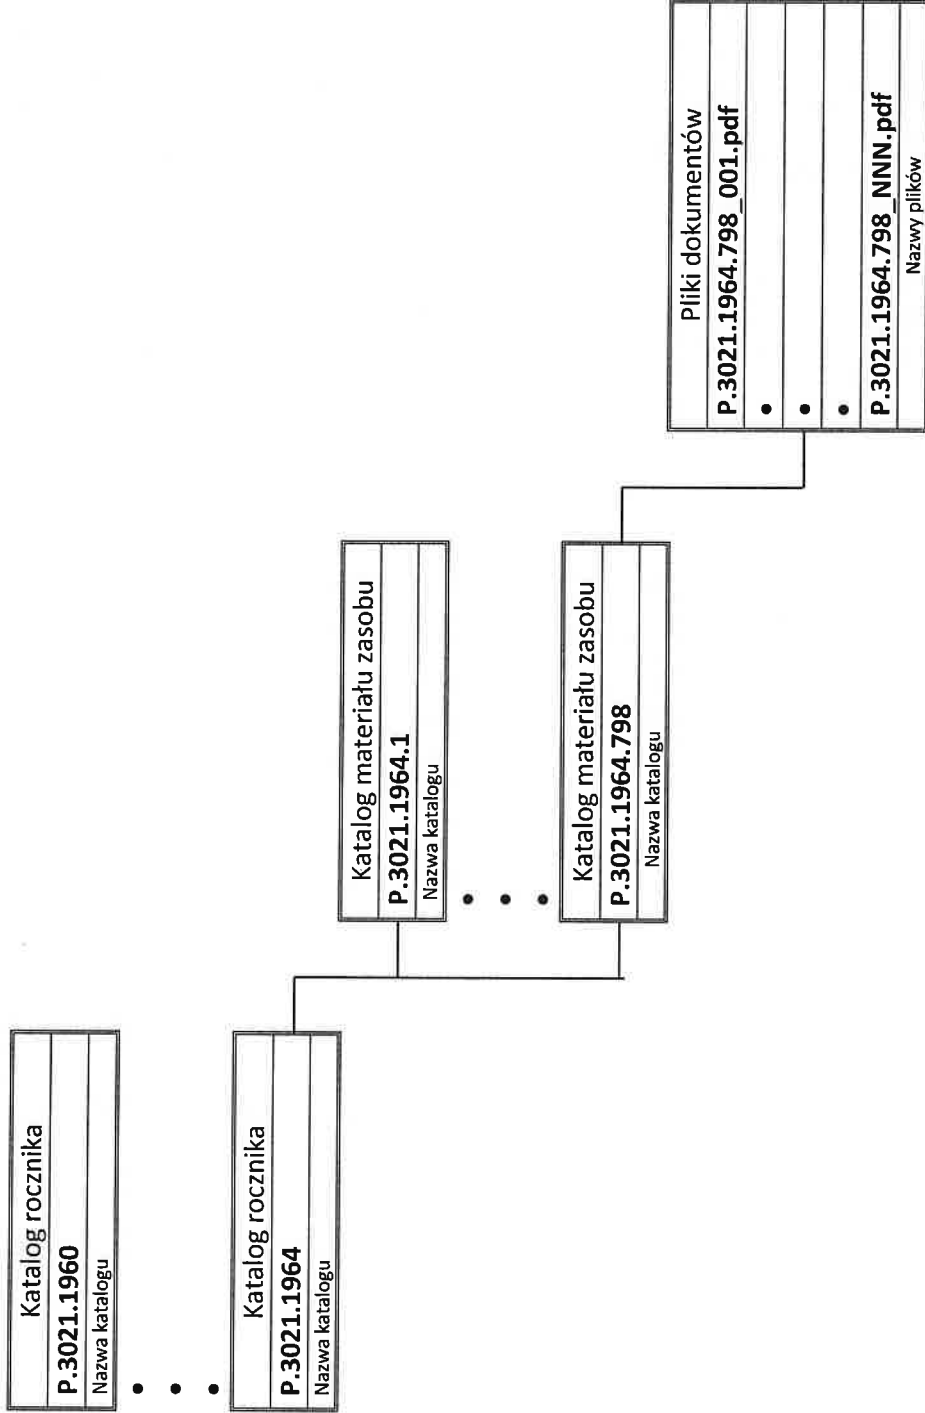 Katalog rocznika
P.3021.1960
Nazwa katalogu
•
•
•
Katalog rocznika
P.3021.1964
Nazwa katalogu
Katalog materiału zasobu
P.3021.1964.1
Nazwa katalogu
•
•
•
Katalog materiału zasobu
P.3021.1964.798
Nazwa katalogu
Pliki dokumentów
P.3021.1964.798_001.pdf
•
•
•
P.3021.1964.798_NNN.pdf
Nazwy plików